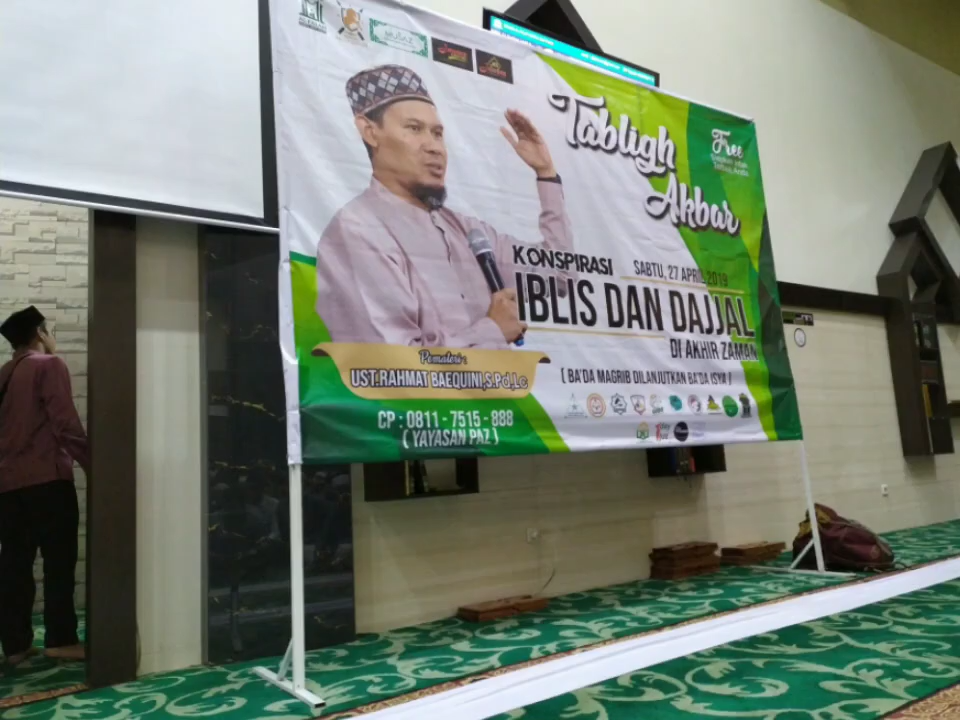 Tabligh
Akbar
Free
KONSPIRASI
SABTU, 27 APRIL 2019
IBLIS DAN DAJJAL
DI AKHIR ZAMAN
[ BA'DA MAGRIB DILANJUTKAN BA'DA ISYA ]
Pemateri :
UST.RAHMAT BAEQUINI,S.Pd,Lc
CP : 0811 - 7515 - 888
( YAYASAN PAZ )